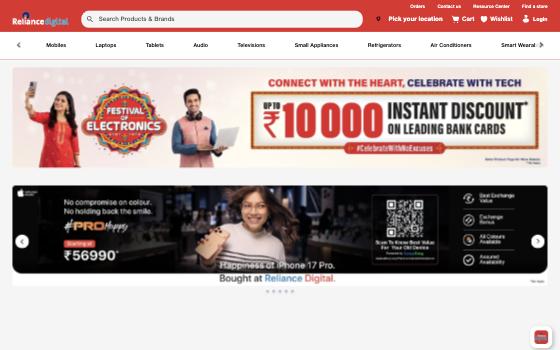 Orders Contact us Resource Center Find a store
Reliance digital
Search Products & Brands
Pick your location
Cart
Wishlist
Login
Mobiles Laptops Tablets Audio Televisions Small Appliances Refrigerators Air Conditioners Smart Wearab
FESTIVAL
OF
ELECTRONICS
CONNECT WITH THE HEART, CELEBRATE WITH TECH
UP TO
₹10 000
INSTANT DISCOUNT*
ON LEADING BANK CARDS
#CelebrateWithNoExcuses
No compromise on colour.
No holding back the smile.
#PROHappy
Starting at
₹56990*
Happiness of iPhone 17 Pro.
Bought at Reliance Digital.
Scan To Know Best Value
For Your Old Device
Best Exchange
Value
Exchange
Bonus
All Colours
Available
Assured
Availability